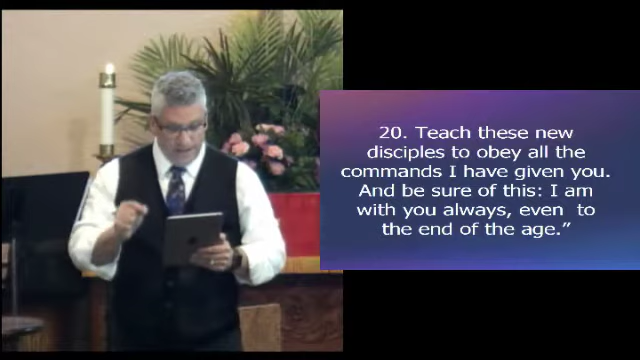 20. Teach these new
disciples to obey all the
commands I have given you.
And be sure of this: I am
with you always, even  to
the end of the age.”